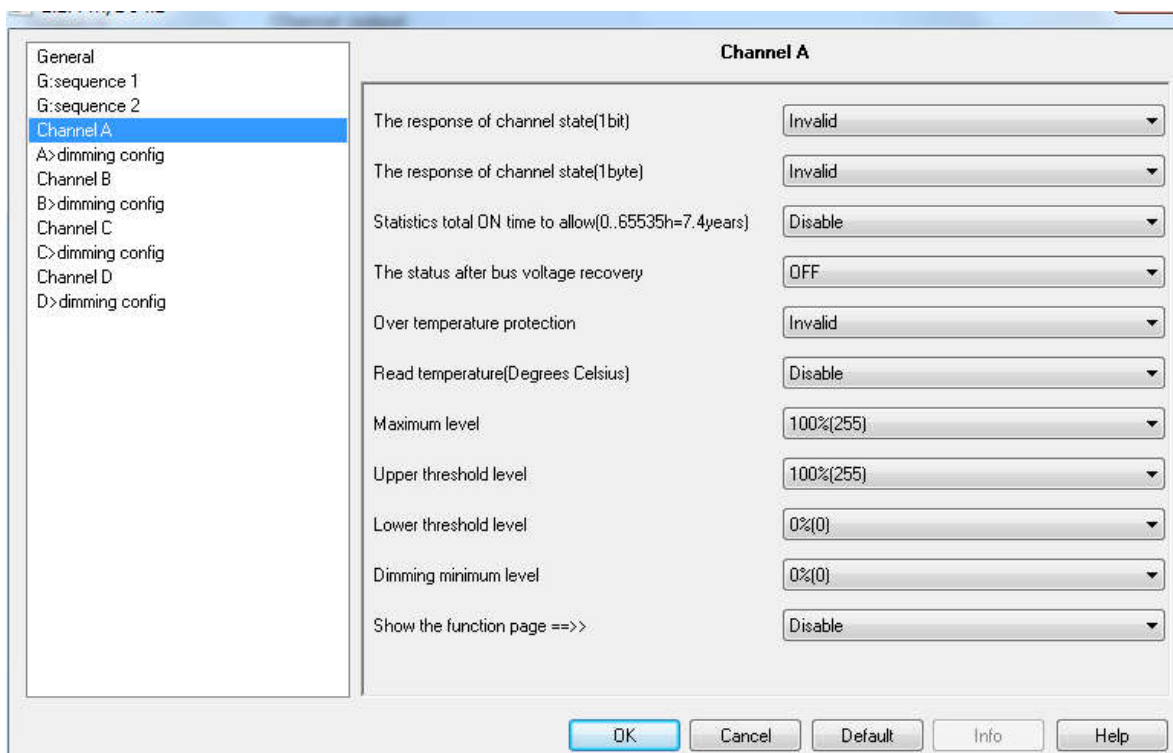 Channel A
General
G:sequence 1
G:sequence 2
Channel A
A>dimming config
Channel B
B>dimming config
Channel C
C>dimming config
Channel D
D>dimming config
The response of channel state(1bit) Invalid
The response of channel state(1byte) Invalid
Statistics total ON time to allow(0..65535h=7.4years) Disable
The status after bus voltage recovery OFF
Over temperature protection Invalid
Read temperature(Degrees Celsius) Disable
Maximum level 100%(255)
Upper threshold level 100%(255)
Lower threshold level 0%(0)
Dimming minimum level 0%(0)
Show the function page ==>> Disable
OK Cancel Default Info Help